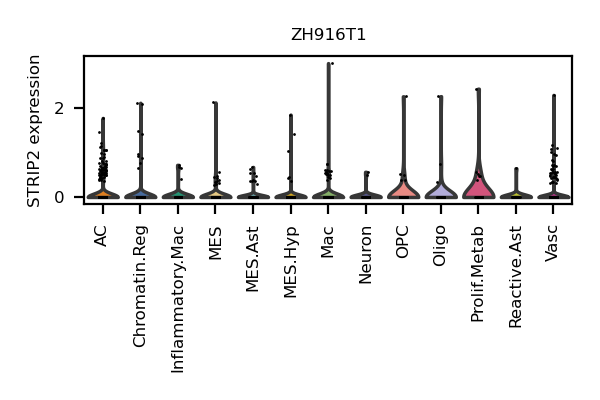 ZH916T1
STRIP2 expression
2
0
AC
Chromatin.Reg
Inflammatory.Mac
MES
MES.Ast
MES.Hyp
Mac
Neuron
OPC
Oligo
Prolif.Metab
Reactive.Ast
Vasc